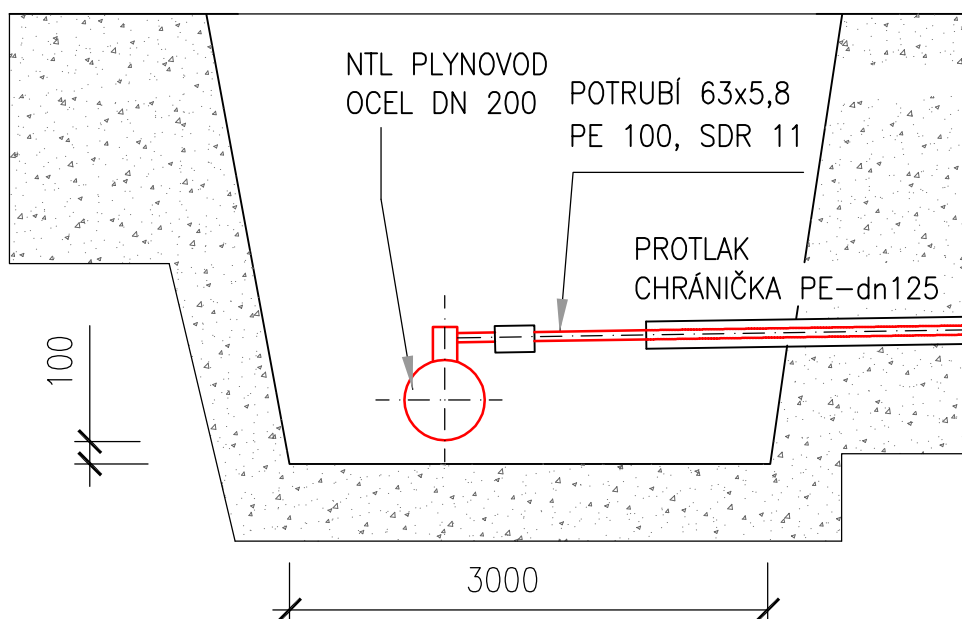 NTL PLYNOVOD
OCEL DN 200
POTRUBÍ 63x5,8
PE 100, SDR 11
PROTLAK
CHRÁNIČKA PE-dn125
100
3000